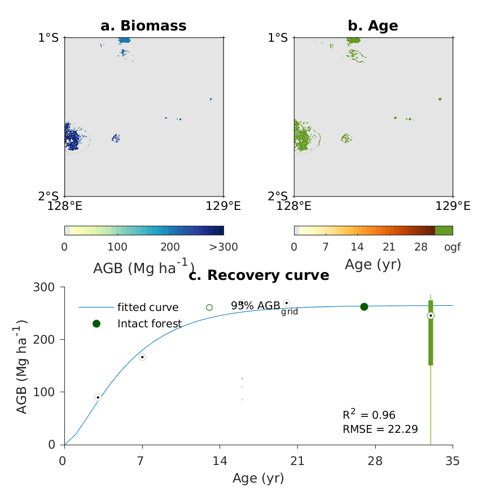 a. Biomass
b. Age
1°S
1°S
2°S
2°S
128°E
129°E
128°E
129°E
0
100
200
>300
0
7
14
21
28
ogf
AGB (Mg ha-1)
Age (yr)
c. Recovery curve
300
200
100
0
AGB (Mg ha-1)
fitted curve
95% AGBgrid
Intact forest
R2 = 0.96
RMSE = 22.29
0
7
14
21
28
35
Age (yr)